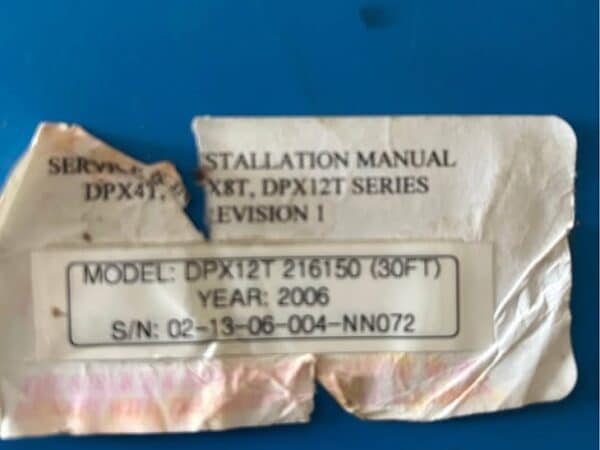 SERVICE & STALLATION MANUAL
DPX4T, X8T, DPX12T SERIES
EVISION 1
MODEL: DPX12T 216150 (30FT)
YEAR: 2006
S/N: 02-13-06-004-NN072